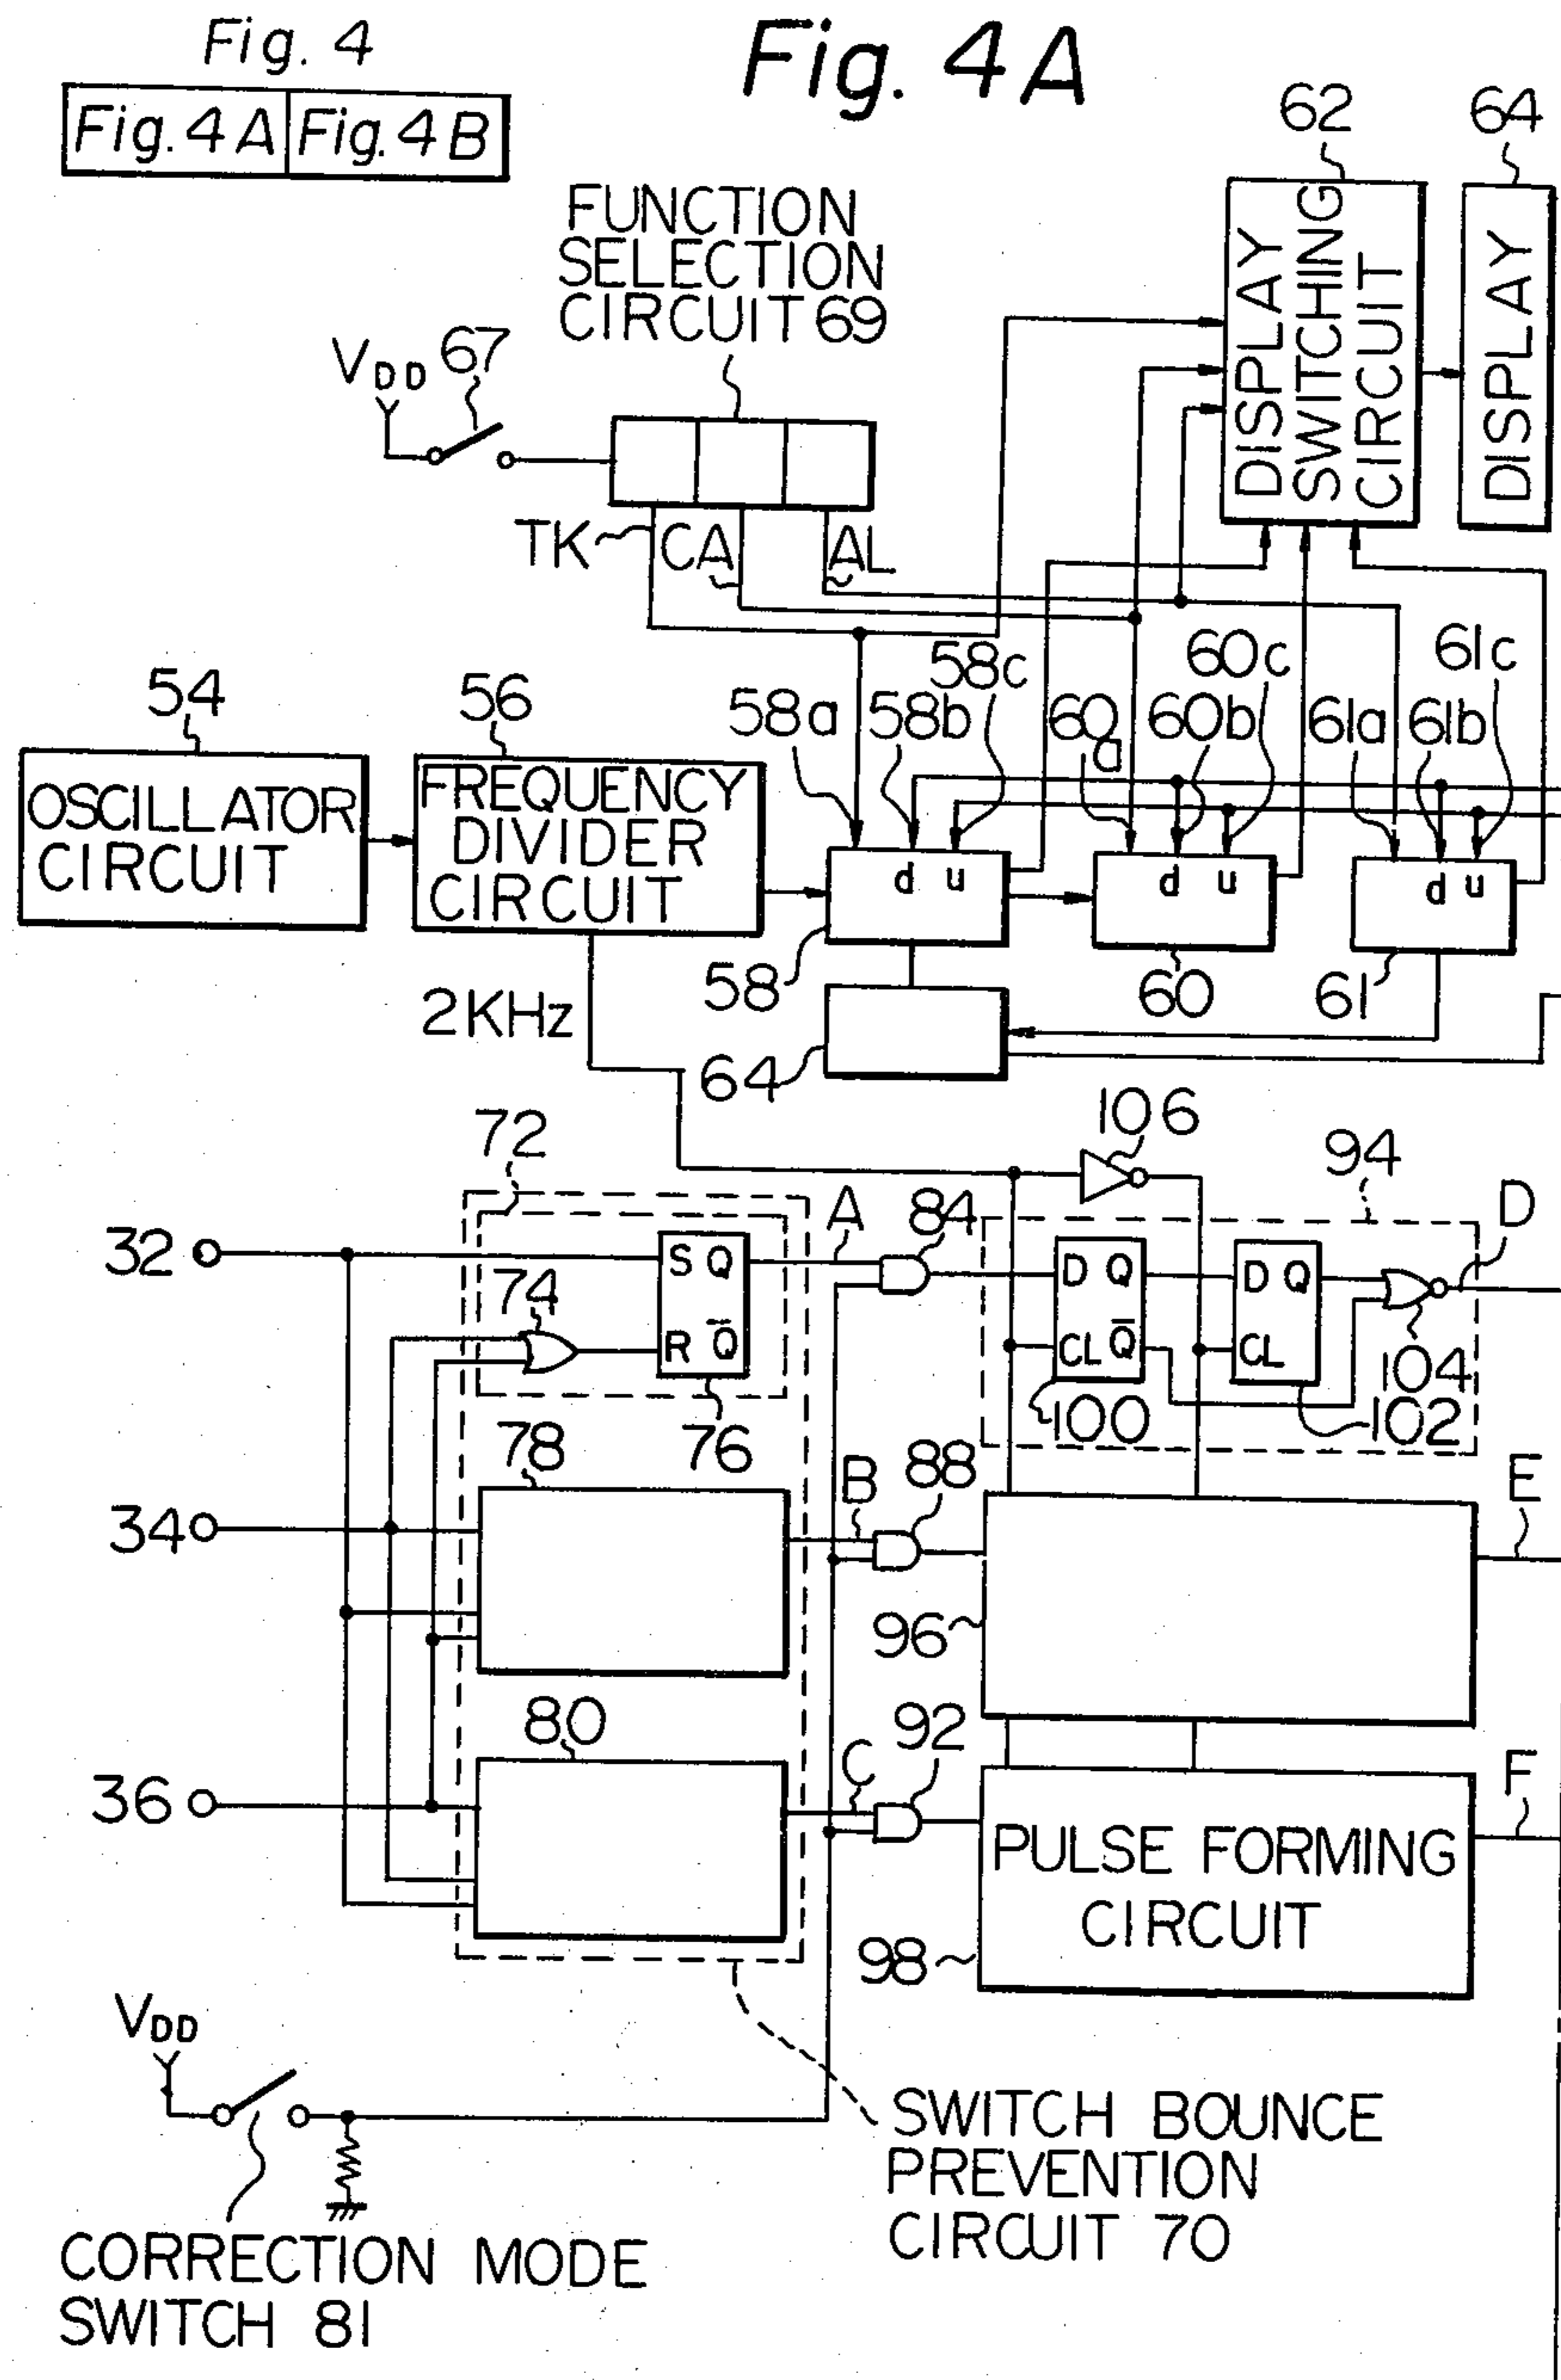 Fig. 4
Fig. 4A
Fig. 4 A
Fig. 4 B
62
64
FUNCTION
SELECTION
CIRCUIT 69
DISPLAY
SWITCHING
CIRCUIT
DISPLAY
VDD
67
TK
CA
AL
54
56
58a
58b
58c
60a
60b
60c
61a
61b
61c
OSCILLATOR
CIRCUIT
FREQUENCY
DIVIDER
CIRCUIT
d u
d u
d u
58
60
61
2KHz
64
106
72
94
32
A
84
D
S Q
R Q̅
74
D Q
CL Q̅
D Q
CL
104
100
102
76
78
34
B
88
E
96
80
36
C
92
F
PULSE FORMING
CIRCUIT
98
VDD
SWITCH BOUNCE
PREVENTION
CIRCUIT 70
CORRECTION MODE
SWITCH 81